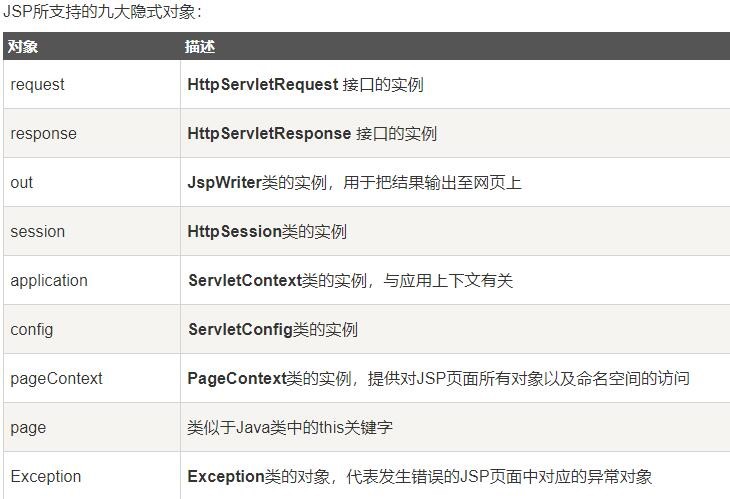 JSP所支持的九大隐式对象：
对象 描述
request HttpServletRequest 接口的实例
response HttpServletResponse 接口的实例
out JspWriter类的实例，用于把结果输出至网页上
session HttpSession类的实例
application ServletContext类的实例，与应用上下文有关
config ServletConfig类的实例
pageContext PageContext类的实例，提供对JSP页面所有对象以及命名空间的访问
page 类似于Java类中的this关键字
Exception Exception类的对象，代表发生错误的JSP页面中对应的异常对象